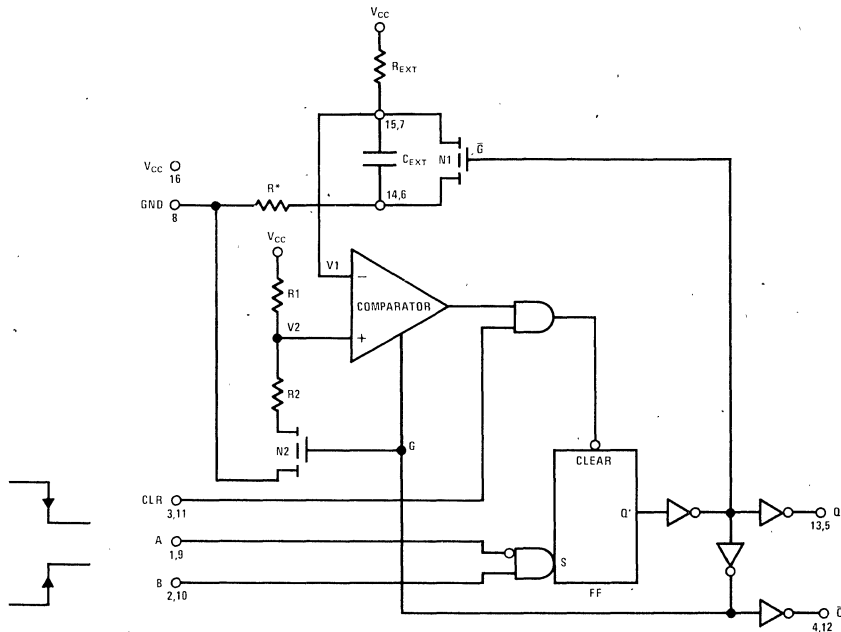 VCC
REXT
15,7
CEXT
N1
G̅
VCC
16
R*
14,6
GND
8
VCC
V1
R1
−
COMPARATOR
V2
+
R2
N2
G
CLEAR
CLR
3,11
Q'
Q
13,5
A
1,9
S
B
2,10
FF
4,12